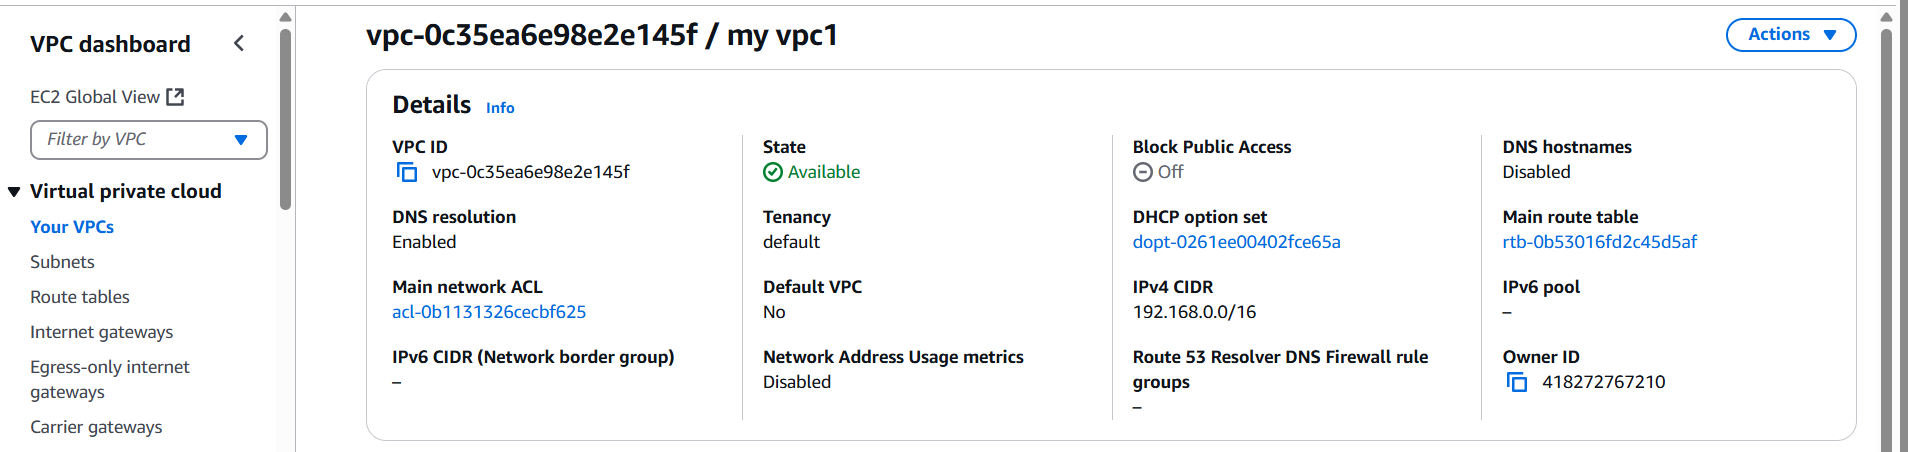 VPC dashboard
EC2 Global View
Filter by VPC
Virtual private cloud
Your VPCs
Subnets
Route tables
Internet gateways
Egress-only internet
gateways
Carrier gateways
vpc-0c35ea6e98e2e145f / my vpc1
Actions
Details Info
VPC ID
vpc-0c35ea6e98e2e145f
State
Available
Block Public Access
Off
DNS hostnames
Disabled
DNS resolution
Enabled
Tenancy
default
DHCP option set
dopt-0261ee00402fce65a
Main route table
rtb-0b53016fd2c45d5af
Main network ACL
acl-0b1131326cecbf625
Default VPC
No
IPv4 CIDR
192.168.0.0/16
IPv6 pool
–
IPv6 CIDR (Network border group)
–
Network Address Usage metrics
Disabled
Route 53 Resolver DNS Firewall rule
groups
–
Owner ID
418272767210